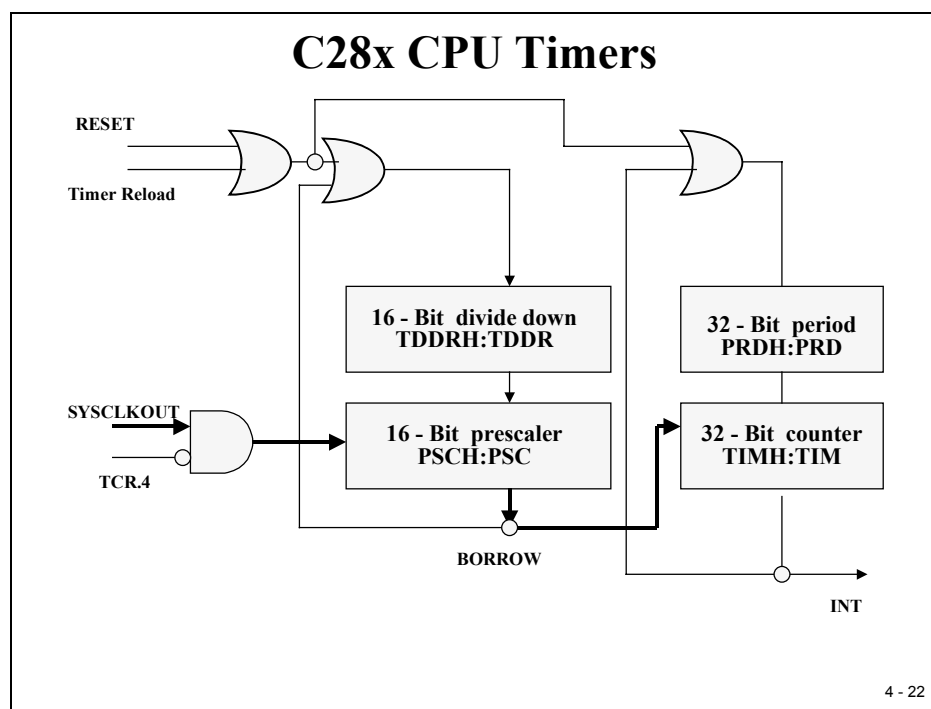 C28x CPU Timers
RESET
Timer Reload
16 - Bit divide down
TDDRH:TDDR
32 - Bit period
PRDH:PRD
SYSCLKOUT
TCR.4
16 - Bit prescaler
PSCH:PSC
32 - Bit counter
TIMH:TIM
BORROW
INT
4 - 22